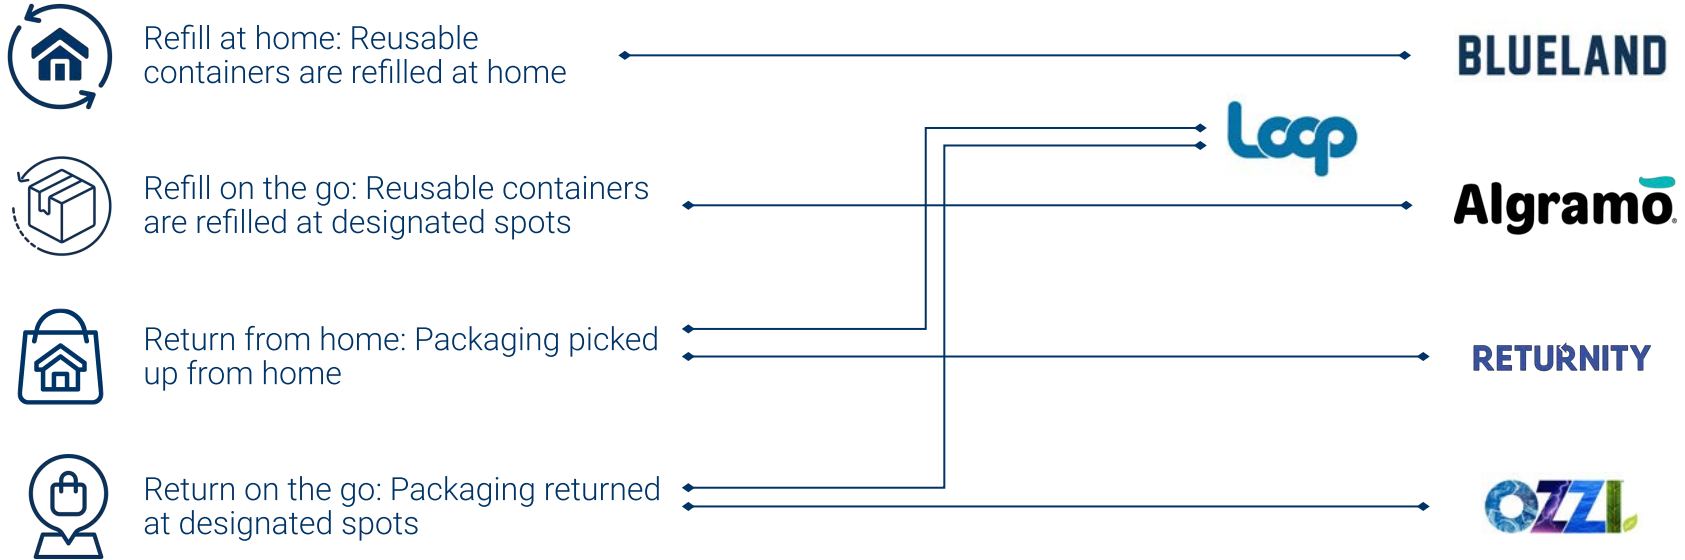 Refill at home: Reusable
containers are refilled at home
BLUELAND
Loop
Refill on the go: Reusable containers
are refilled at designated spots
Algramo
Return from home: Packaging picked
up from home
RETURNITY
Return on the go: Packaging returned
at designated spots
OZZI